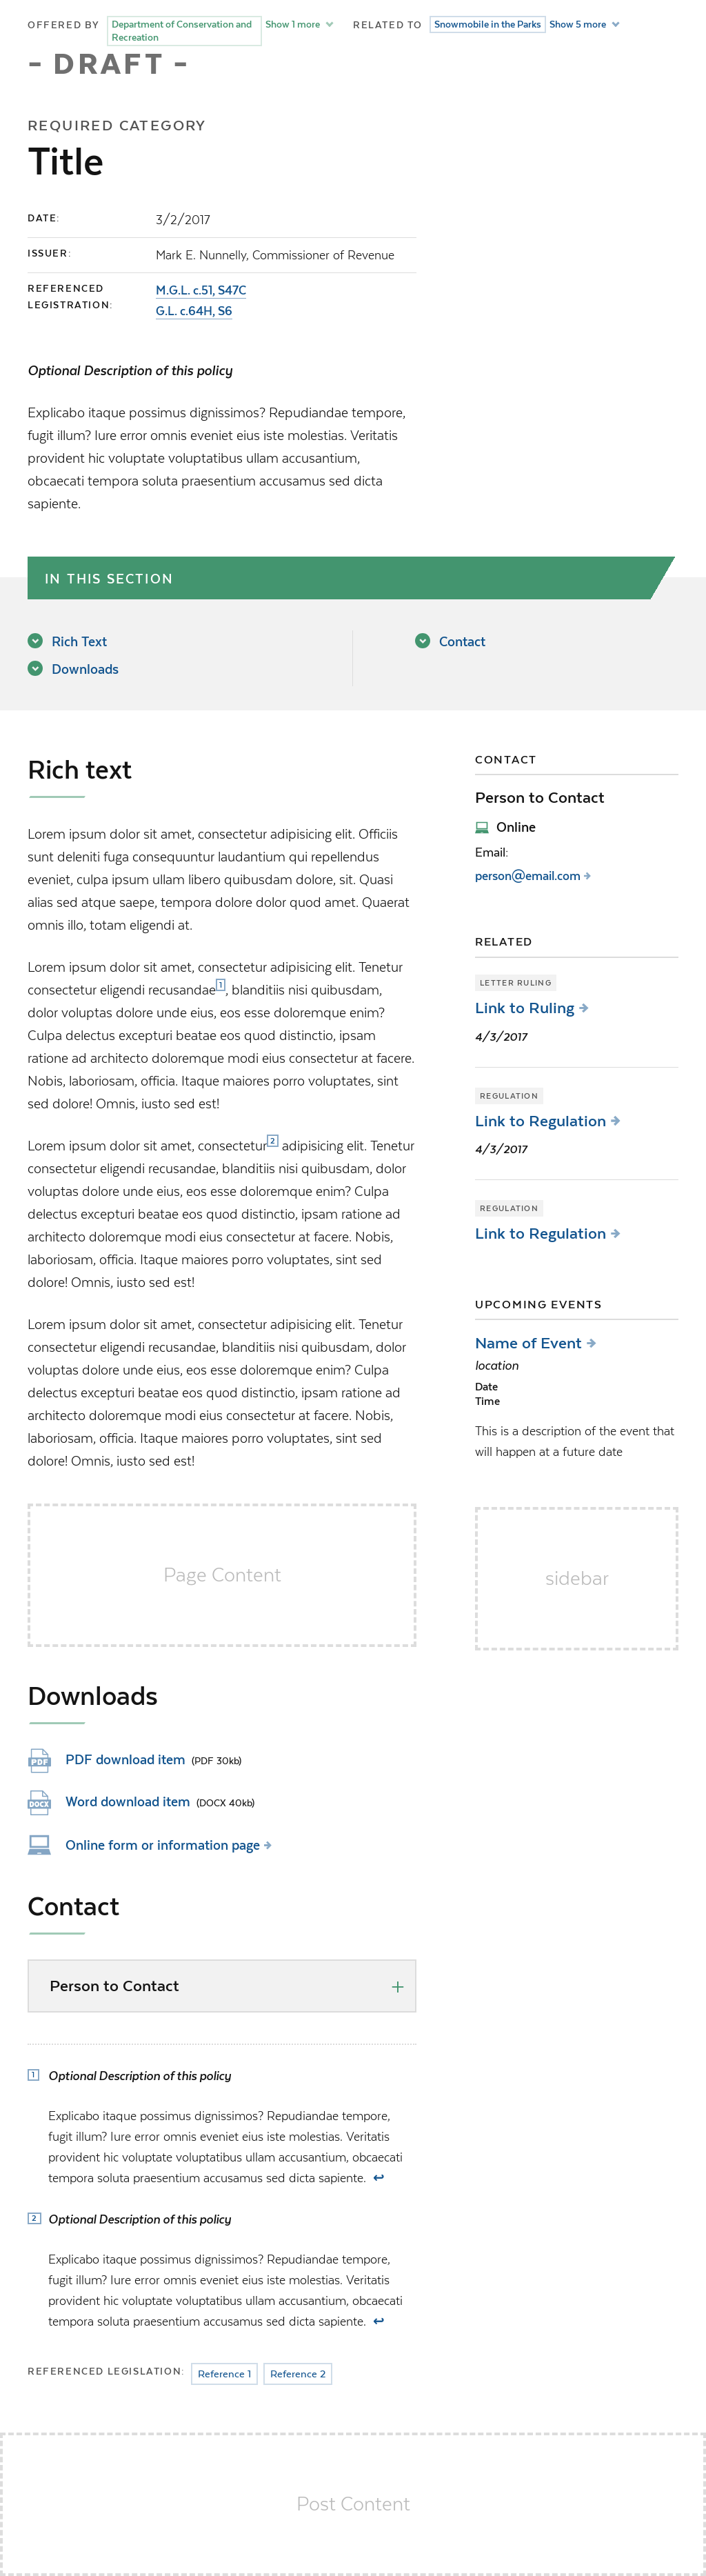 OFFERED BY
Department of Conservation and
Recreation
Show 1 more
RELATED TO
Snowmobile in the Parks
Show 5 more
- DRAFT -
REQUIRED CATEGORY
Title
DATE:
3/2/2017
ISSUER:
Mark E. Nunnelly, Commissioner of Revenue
REFERENCED
LEGISTRATION:
M.G.L. c.51, S47C
G.L. c.64H, S6
Optional Description of this policy
Explicabo itaque possimus dignissimos? Repudiandae tempore,
fugit illum? Iure error omnis eveniet eius iste molestias. Veritatis
provident hic voluptate voluptatibus ullam accusantium,
obcaecati tempora soluta praesentium accusamus sed dicta
sapiente.
IN THIS SECTION
Rich Text
Downloads
Contact
Rich text
Lorem ipsum dolor sit amet, consectetur adipisicing elit. Officiis
sunt deleniti fuga consequuntur laudantium qui repellendus
eveniet, culpa ipsum ullam libero quibusdam dolore, sit. Quasi
alias sed atque saepe, tempora dolore dolor quod amet. Quaerat
omnis illo, totam eligendi at.
Lorem ipsum dolor sit amet, consectetur adipisicing elit. Tenetur
consectetur eligendi recusandae1, blanditiis nisi quibusdam,
dolor voluptas dolore unde eius, eos esse doloremque enim?
Culpa delectus excepturi beatae eos quod distinctio, ipsam
ratione ad architecto doloremque modi eius consectetur at facere.
Nobis, laboriosam, officia. Itaque maiores porro voluptates, sint
sed dolore! Omnis, iusto sed est!
Lorem ipsum dolor sit amet, consectetur2 adipisicing elit. Tenetur
consectetur eligendi recusandae, blanditiis nisi quibusdam, dolor
voluptas dolore unde eius, eos esse doloremque enim? Culpa
delectus excepturi beatae eos quod distinctio, ipsam ratione ad
architecto doloremque modi eius consectetur at facere. Nobis,
laboriosam, officia. Itaque maiores porro voluptates, sint sed
dolore! Omnis, iusto sed est!
Lorem ipsum dolor sit amet, consectetur adipisicing elit. Tenetur
consectetur eligendi recusandae, blanditiis nisi quibusdam, dolor
voluptas dolore unde eius, eos esse doloremque enim? Culpa
delectus excepturi beatae eos quod distinctio, ipsam ratione ad
architecto doloremque modi eius consectetur at facere. Nobis,
laboriosam, officia. Itaque maiores porro voluptates, sint sed
dolore! Omnis, iusto sed est!
Page Content
Downloads
PDF
PDF download item (PDF 30kb)
DOCX
Word download item (DOCX 40kb)
Online form or information page
Contact
Person to Contact
1 Optional Description of this policy
Explicabo itaque possimus dignissimos? Repudiandae tempore,
fugit illum? Iure error omnis eveniet eius iste molestias. Veritatis
provident hic voluptate voluptatibus ullam accusantium, obcaecati
tempora soluta praesentium accusamus sed dicta sapiente. ↩
2 Optional Description of this policy
Explicabo itaque possimus dignissimos? Repudiandae tempore,
fugit illum? Iure error omnis eveniet eius iste molestias. Veritatis
provident hic voluptate voluptatibus ullam accusantium, obcaecati
tempora soluta praesentium accusamus sed dicta sapiente. ↩
REFERENCED LEGISLATION: Reference 1 Reference 2
CONTACT
Person to Contact
Online
Email:
person@email.com
RELATED
LETTER RULING
Link to Ruling
4/3/2017
REGULATION
Link to Regulation
4/3/2017
REGULATION
Link to Regulation
UPCOMING EVENTS
Name of Event
location
Date
Time
This is a description of the event that
will happen at a future date
sidebar
Post Content